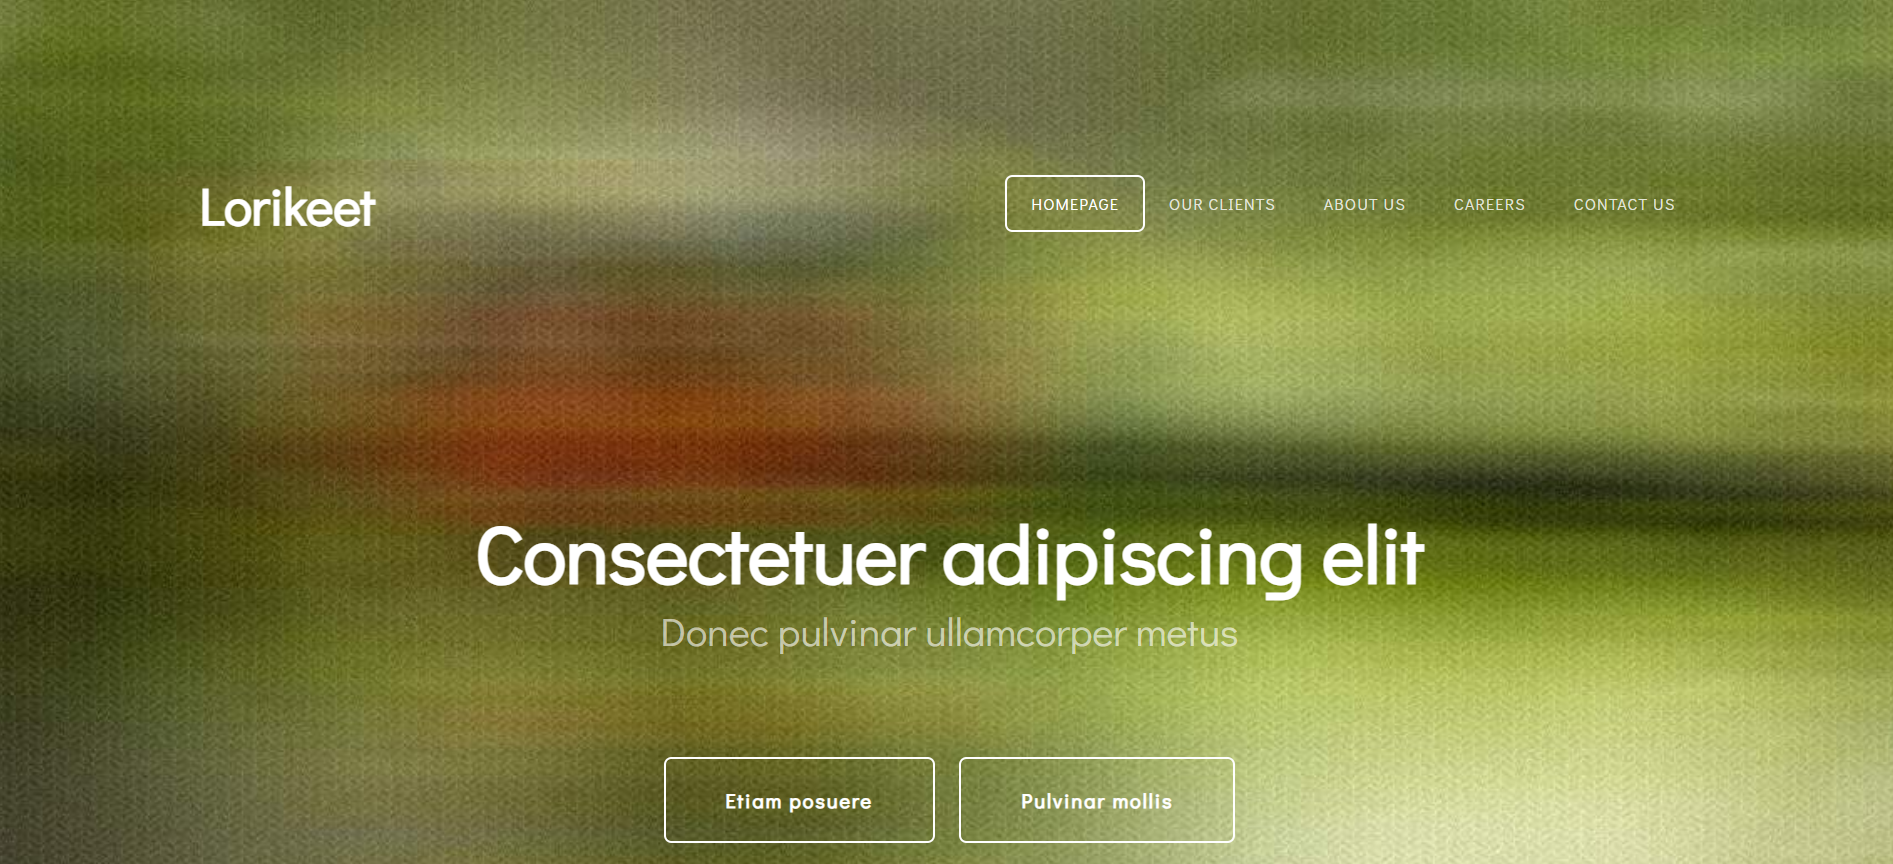 Lorikeet
HOMEPAGE OUR CLIENTS ABOUT US CAREERS CONTACT US
Consectetuer adipiscing elit
Donec pulvinar ullamcorper metus
Etiam posuere Pulvinar mollis